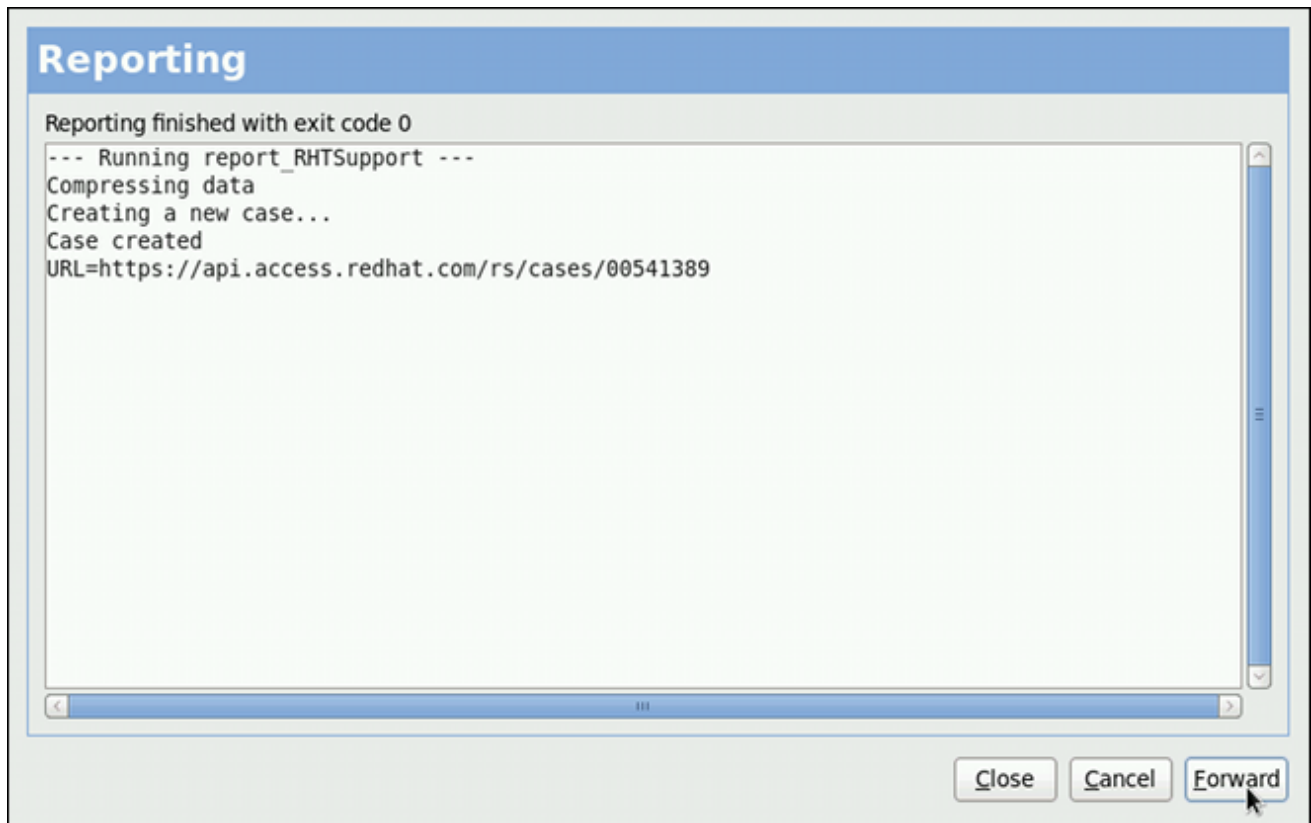 Reporting
Reporting finished with exit code 0
--- Running report_RHTSupport ---
Compressing data
Creating a new case...
Case created
URL=https://api.access.redhat.com/rs/cases/00541389
Close
Cancel
Forward